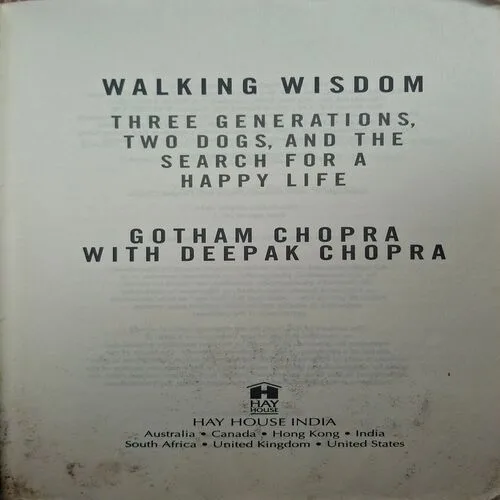 WALKING WISDOM
THREE GENERATIONS,
TWO DOGS, AND THE
SEARCH FOR A
HAPPY LIFE
GOTHAM CHOPRA
WITH DEEPAK CHOPRA
HAY
HOUSE
HAY HOUSE INDIA
Australia • Canada • Hong Kong • India
South Africa • United Kingdom • United States